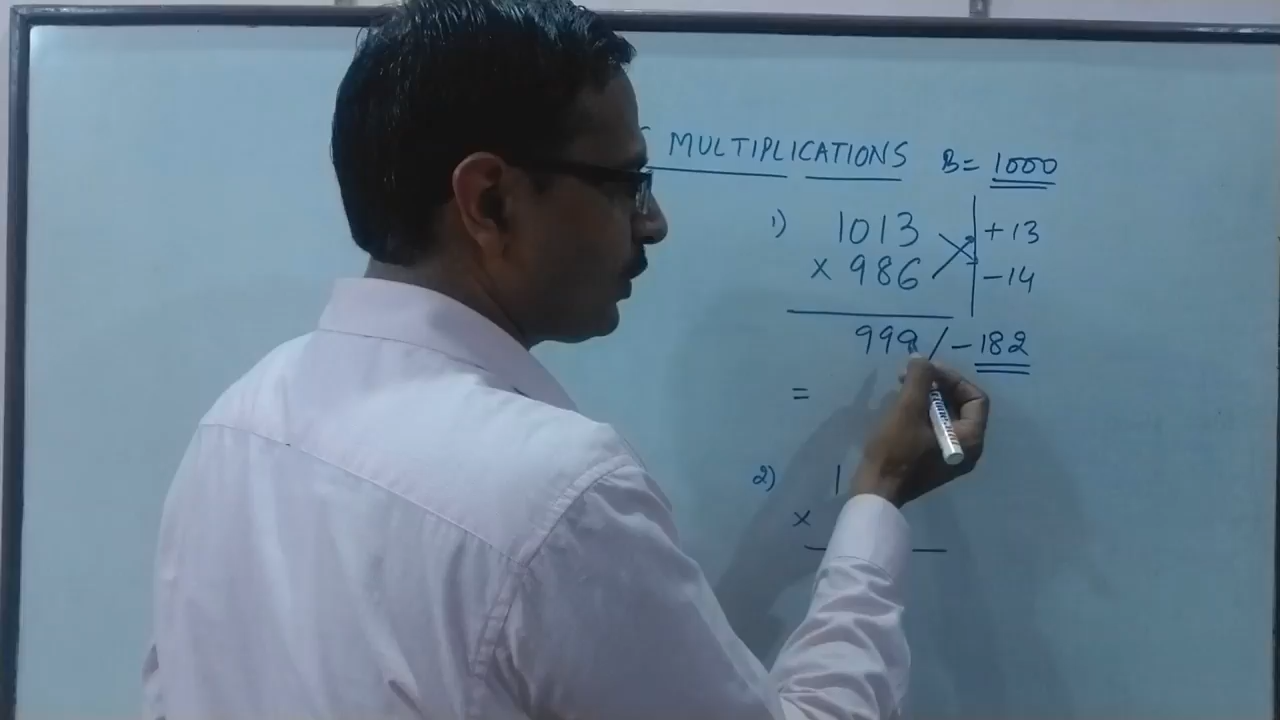 MULTIPLICATIONS B= 1000
1) 1013 +13
× 986 -14
999 / -182
=
2) 1
×